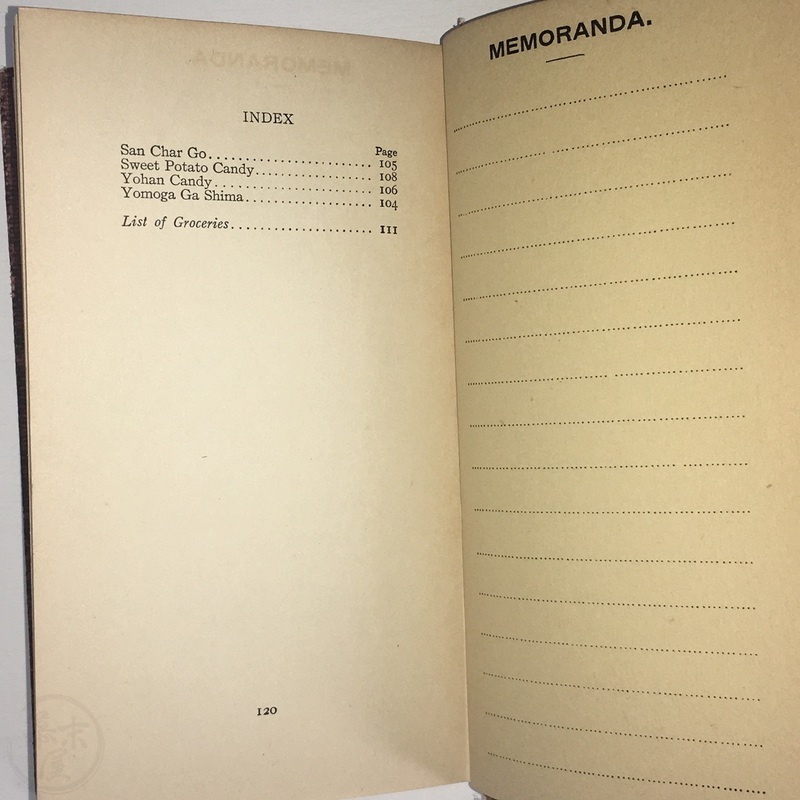 INDEX
Page
San Char Go........................ 105
Sweet Potato Candy.................. 108
Yohan Candy........................ 106
Yomoga Ga Shima.................... 104
List of Groceries.................... 111
120
MEMORANDA.